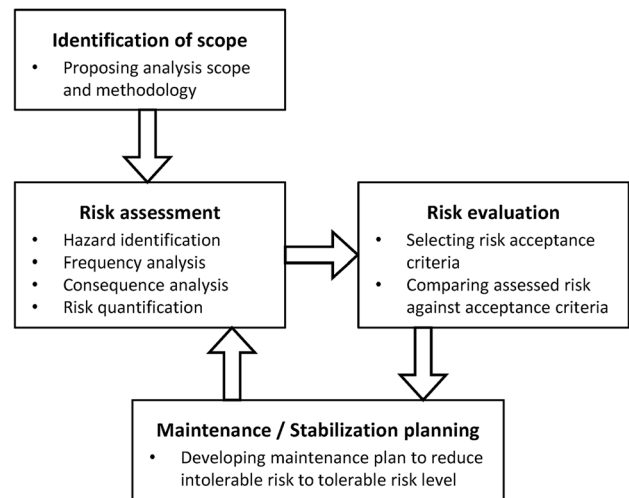 Identification of scope
• Proposing analysis scope
and methodology
Risk assessment
• Hazard identification
• Frequency analysis
• Consequence analysis
• Risk quantification
Risk evaluation
• Selecting risk acceptance
criteria
• Comparing assessed risk
against acceptance criteria
Maintenance / Stabilization planning
• Developing maintenance plan to reduce
intolerable risk to tolerable risk level